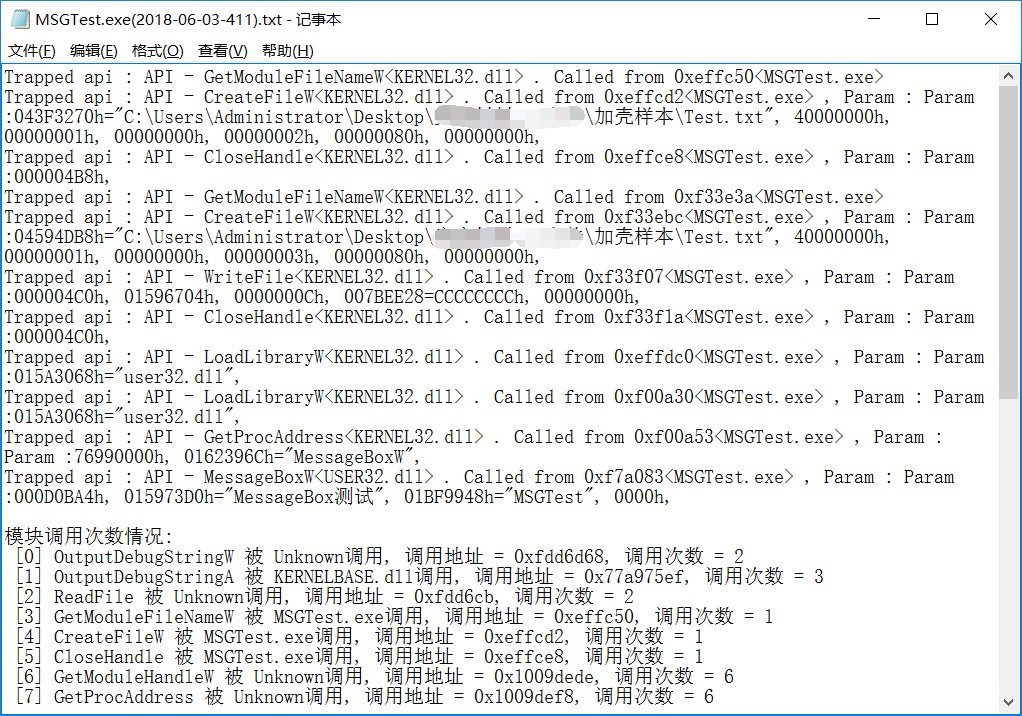 MSGTest.exe(2018-06-03-411).txt - 记事本
文件(F) 编辑(E) 格式(O) 查看(V) 帮助(H)
Trapped api : API - GetModuleFileNameW<KERNEL32.dll> . Called from 0xeffc50<MSGTest.exe>
Trapped api : API - CreateFileW<KERNEL32.dll> . Called from 0xeffcd2<MSGTest.exe> , Param : Param
:043F3270h="C:\Users\Administrator\Desktop\ \加壳样本\Test.txt", 40000000h,
00000001h, 00000000h, 00000002h, 00000080h, 00000000h,
Trapped api : API - CloseHandle<KERNEL32.dll> . Called from 0xeffce8<MSGTest.exe> , Param : Param
:000004B8h,
Trapped api : API - GetModuleFileNameW<KERNEL32.dll> . Called from 0xf33e3a<MSGTest.exe>
Trapped api : API - CreateFileW<KERNEL32.dll> . Called from 0xf33ebc<MSGTest.exe> , Param : Param
:04594DB8h="C:\Users\Administrator\Desktop\ \加壳样本\Test.txt", 40000000h,
00000001h, 00000000h, 00000003h, 00000080h, 00000000h,
Trapped api : API - WriteFile<KERNEL32.dll> . Called from 0xf33f07<MSGTest.exe> , Param : Param
:000004C0h, 01596704h, 0000000Ch, 007BEE28=CCCCCCCCh, 00000000h,
Trapped api : API - CloseHandle<KERNEL32.dll> . Called from 0xf33f1a<MSGTest.exe> , Param : Param
:000004C0h,
Trapped api : API - LoadLibraryW<KERNEL32.dll> . Called from 0xeffdc0<MSGTest.exe> , Param : Param
:015A3068h="user32.dll",
Trapped api : API - LoadLibraryW<KERNEL32.dll> . Called from 0xf00a30<MSGTest.exe> , Param : Param
:015A3068h="user32.dll",
Trapped api : API - GetProcAddress<KERNEL32.dll> . Called from 0xf00a53<MSGTest.exe> , Param :
Param :76990000h, 0162396Ch="MessageBoxW",
Trapped api : API - MessageBoxW<USER32.dll> . Called from 0xf7a083<MSGTest.exe> , Param : Param
:000D0BA4h, 015973D0h="MessageBox测试", 01BF9948h="MSGTest", 0000h,
模块调用次数情况:
[0] OutputDebugStringW 被 Unknown调用, 调用地址 = 0xfdd6d68, 调用次数 = 2
[1] OutputDebugStringA 被 KERNELBASE.dll调用, 调用地址 = 0x77a975ef, 调用次数 = 3
[2] ReadFile 被 Unknown调用, 调用地址 = 0xfdd6cb, 调用次数 = 2
[3] GetModuleFileNameW 被 MSGTest.exe调用, 调用地址 = 0xeffc50, 调用次数 = 1
[4] CreateFileW 被 MSGTest.exe调用, 调用地址 = 0xeffcd2, 调用次数 = 1
[5] CloseHandle 被 MSGTest.exe调用, 调用地址 = 0xeffce8, 调用次数 = 1
[6] GetModuleHandleW 被 Unknown调用, 调用地址 = 0x1009dede, 调用次数 = 6
[7] GetProcAddress 被 Unknown调用, 调用地址 = 0x1009def8, 调用次数 = 6